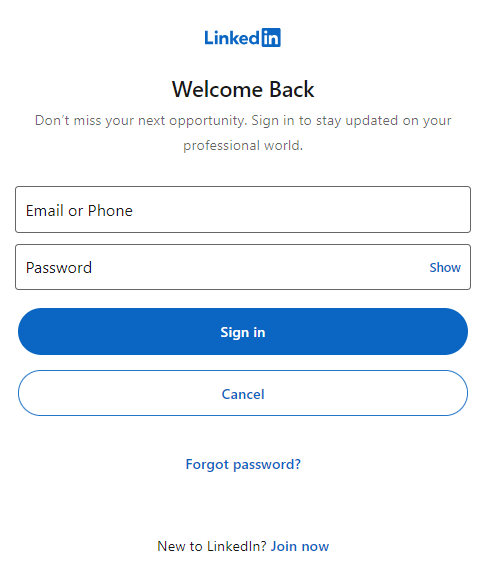 LinkedIn
Welcome Back
Don’t miss your next opportunity. Sign in to stay updated on your
professional world.
Email or Phone
Password Show
Sign in
Cancel
Forgot password?
New to LinkedIn? Join now